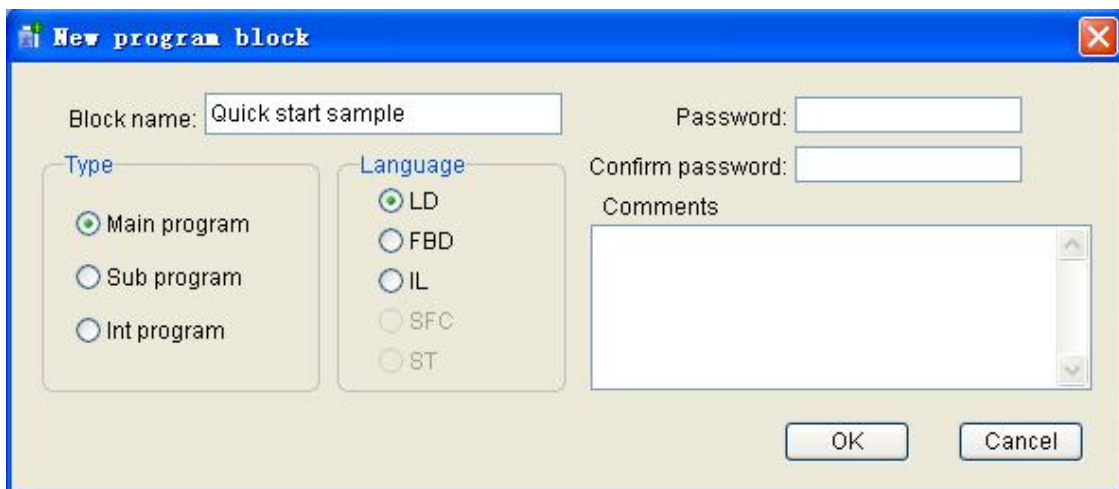 New program block
Block name: Quick start sample
Password:
Confirm password:
Type
Main program
Sub program
Int program
Language
LD
FBD
IL
SFC
ST
Comments
OK
Cancel